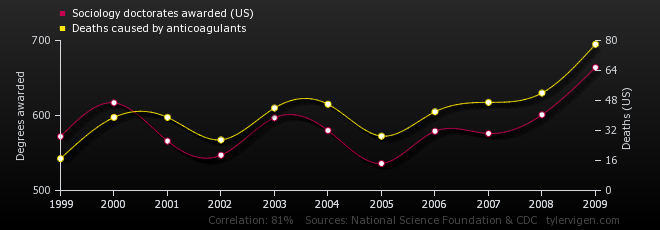 Sociology doctorates awarded (US)
Deaths caused by anticoagulants
700
600
500
Degrees awarded
80
64
48
32
16
0
Deaths (US)
1999 2000 2001 2002 2003 2004 2005 2006 2007 2008 2009
Correlation: 81% Sources: National Science Foundation & CDC tylervigen.com